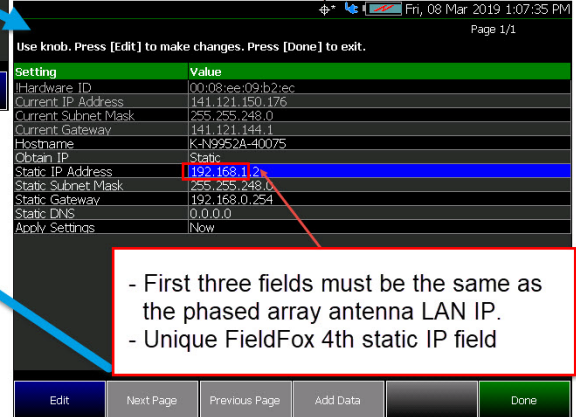 Fri, 08 Mar 2019 1:07:35 PM
Page 1/1
Use knob. Press [Edit] to make changes. Press [Done] to exit.
Setting Value
!Hardware ID 00:08:ee:09:b2:ec
Current IP Address 141.121.150.176
Current Subnet Mask 255.255.248.0
Current Gateway 141.121.144.1
Hostname K-N9952A-40075
Obtain IP Static
Static IP Address 192.168.1.2
Static Subnet Mask 255.255.248.0
Static Gateway 192.168.0.254
Static DNS 0.0.0.0
Apply Settings Now
- First three fields must be the same as
the phased array antenna LAN IP.
- Unique FieldFox 4th static IP field
Edit Next Page Previous Page Add Data Done